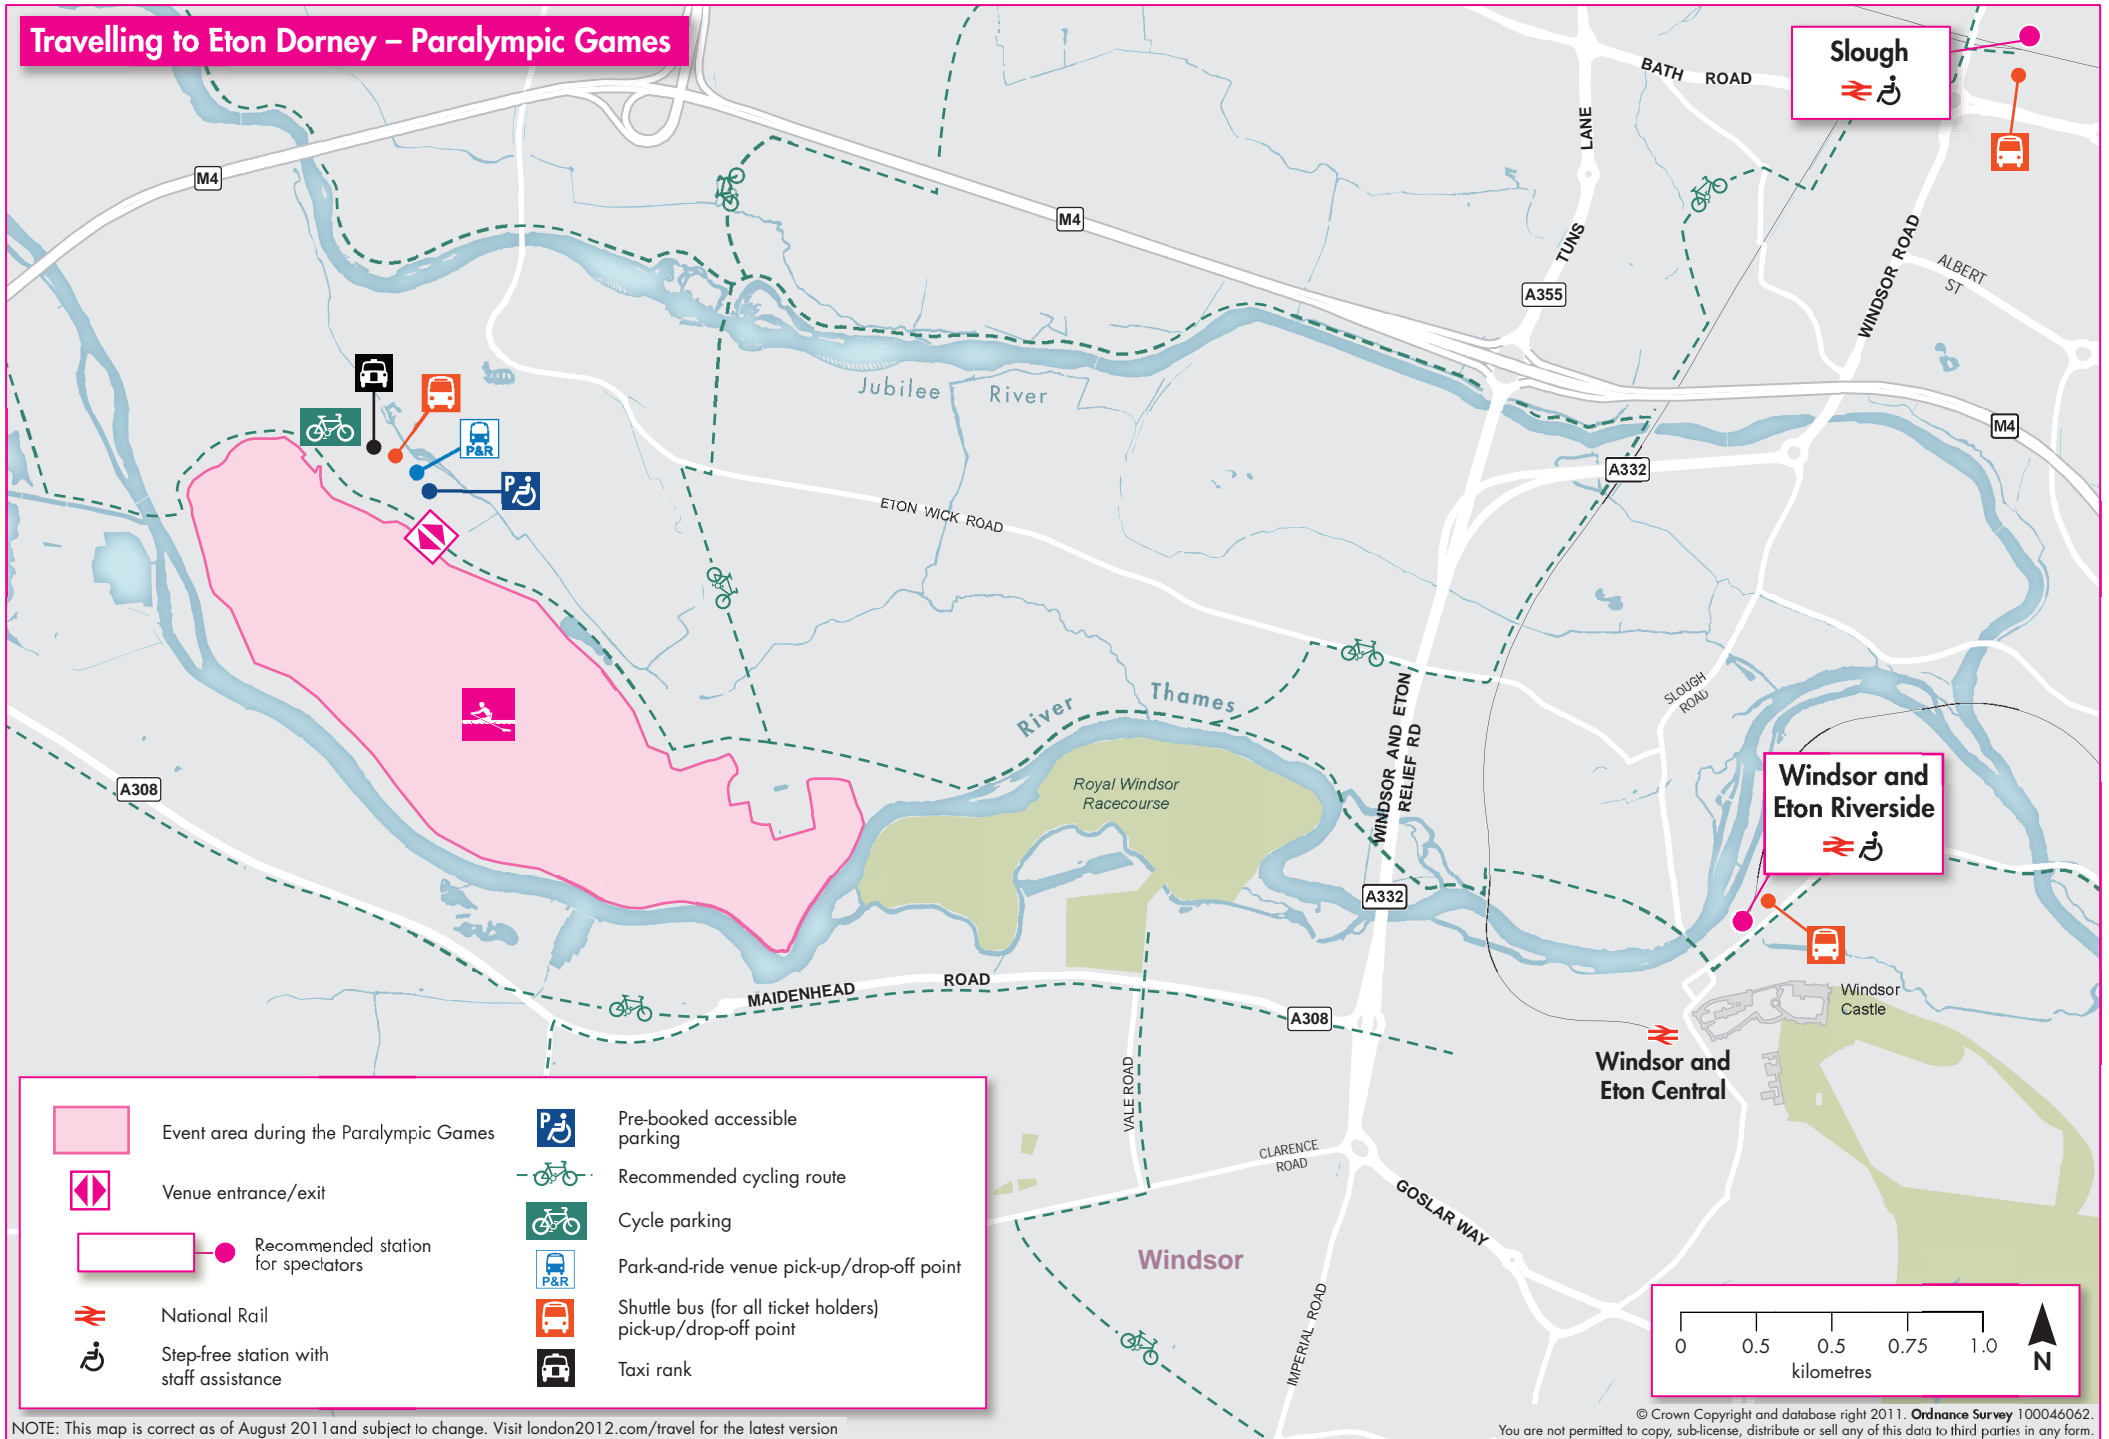 Travelling to Eton Dorney – Paralympic Games
Slough
BATH ROAD
LANE
TUNS
M4
M4
A355
WINDSOR ROAD
ALBERT
ST
Jubilee River
P&R
P
M4
A332
ETON WICK ROAD
River Thames
WINDSOR AND ETON
RELIEF RD
SLOUGH
ROAD
Royal Windsor
Racecourse
A308
Windsor and
Eton Riverside
A332
MAIDENHEAD ROAD
A308
Windsor
Castle
Windsor and
Eton Central
VALE ROAD
CLARENCE
ROAD
GOSLAR WAY
Windsor
IMPERIAL ROAD
Event area during the Paralympic Games
Venue entrance/exit
Recommended station
for spectators
National Rail
Step-free station with
staff assistance
P
Pre-booked accessible
parking
Recommended cycling route
Cycle parking
P&R
Park-and-ride venue pick-up/drop-off point
Shuttle bus (for all ticket holders)
pick-up/drop-off point
Taxi rank
0 0.5 0.5 0.75 1.0
kilometres
N
NOTE: This map is correct as of August 2011and subject to change. Visit london2012.com/travel for the latest version
© Crown Copyright and database right 2011. Ordnance Survey 100046062.
You are not permitted to copy, sub-license, distribute or sell any of this data to third parties in any form.